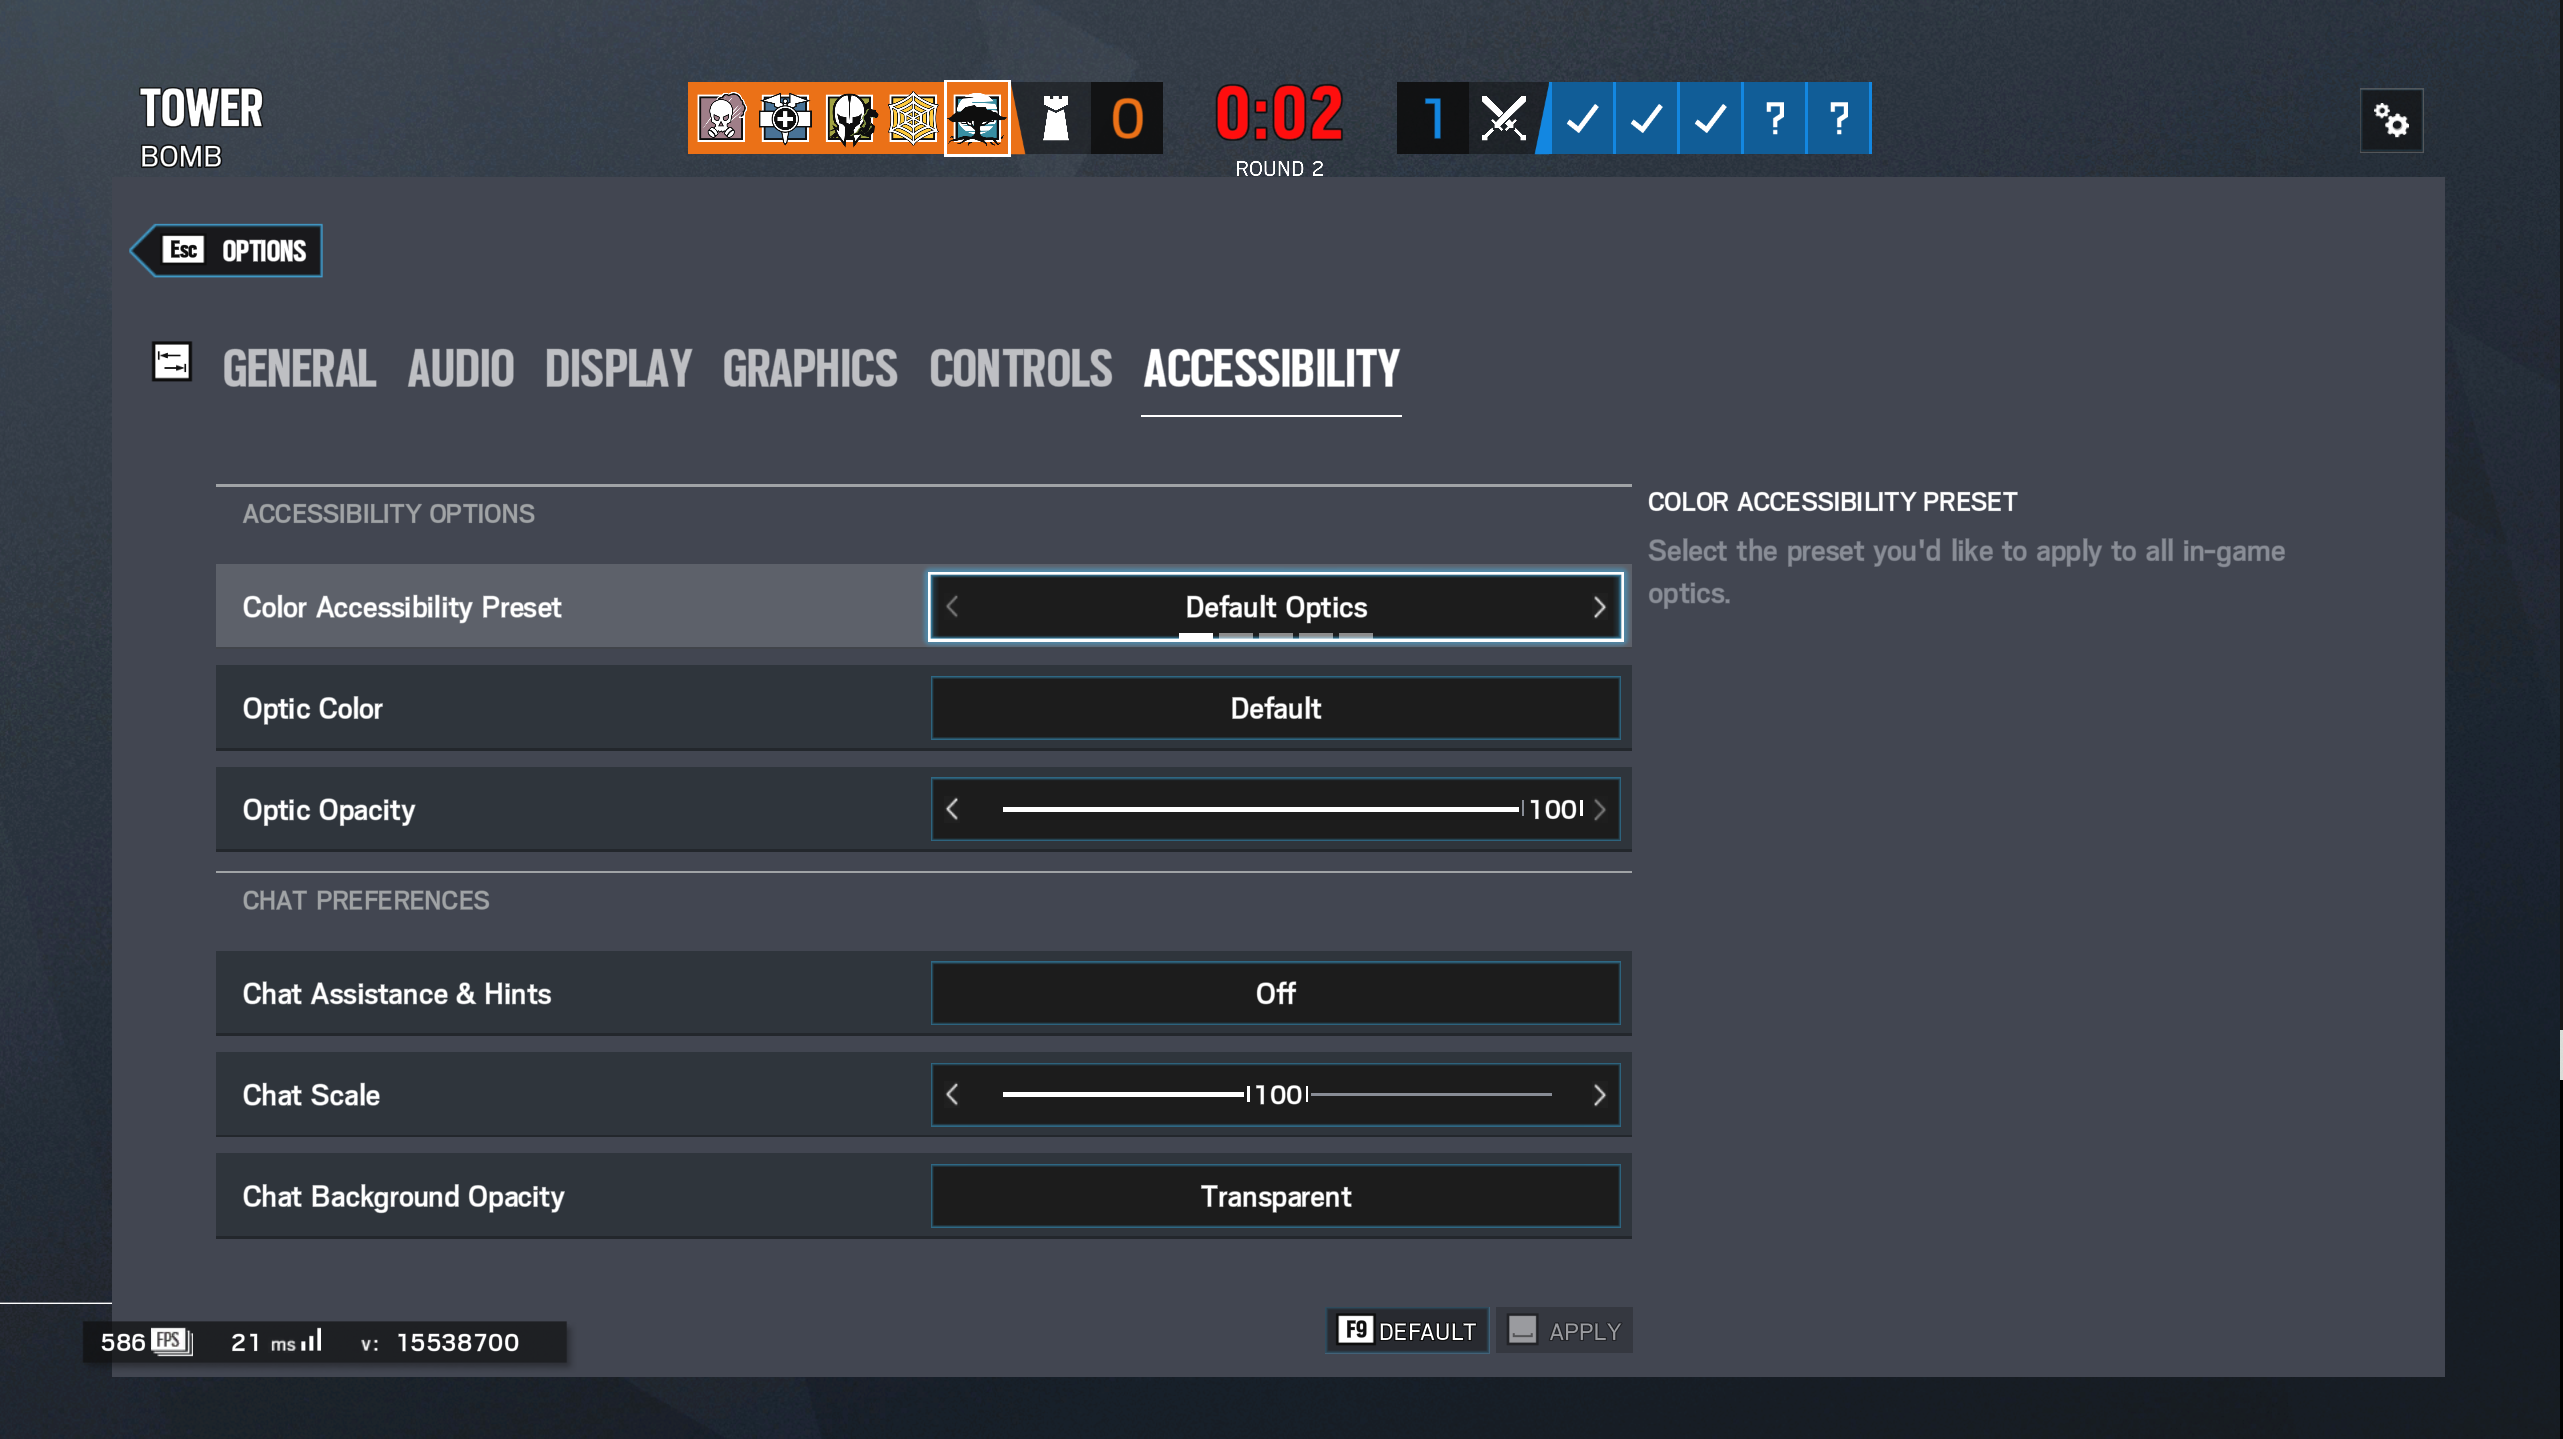 TOWER
BOMB
0
0:02
ROUND 2
1
? ?
Esc OPTIONS
GENERAL AUDIO DISPLAY GRAPHICS CONTROLS ACCESSIBILITY
ACCESSIBILITY OPTIONS
Color Accessibility Preset
Default Optics
Optic Color
Default
Optic Opacity
100
CHAT PREFERENCES
Chat Assistance & Hints
Off
Chat Scale
100
Chat Background Opacity
Transparent
COLOR ACCESSIBILITY PRESET
Select the preset you'd like to apply to all in-game
optics.
586 FPS 21 ms v: 15538700
F9 DEFAULT
APPLY